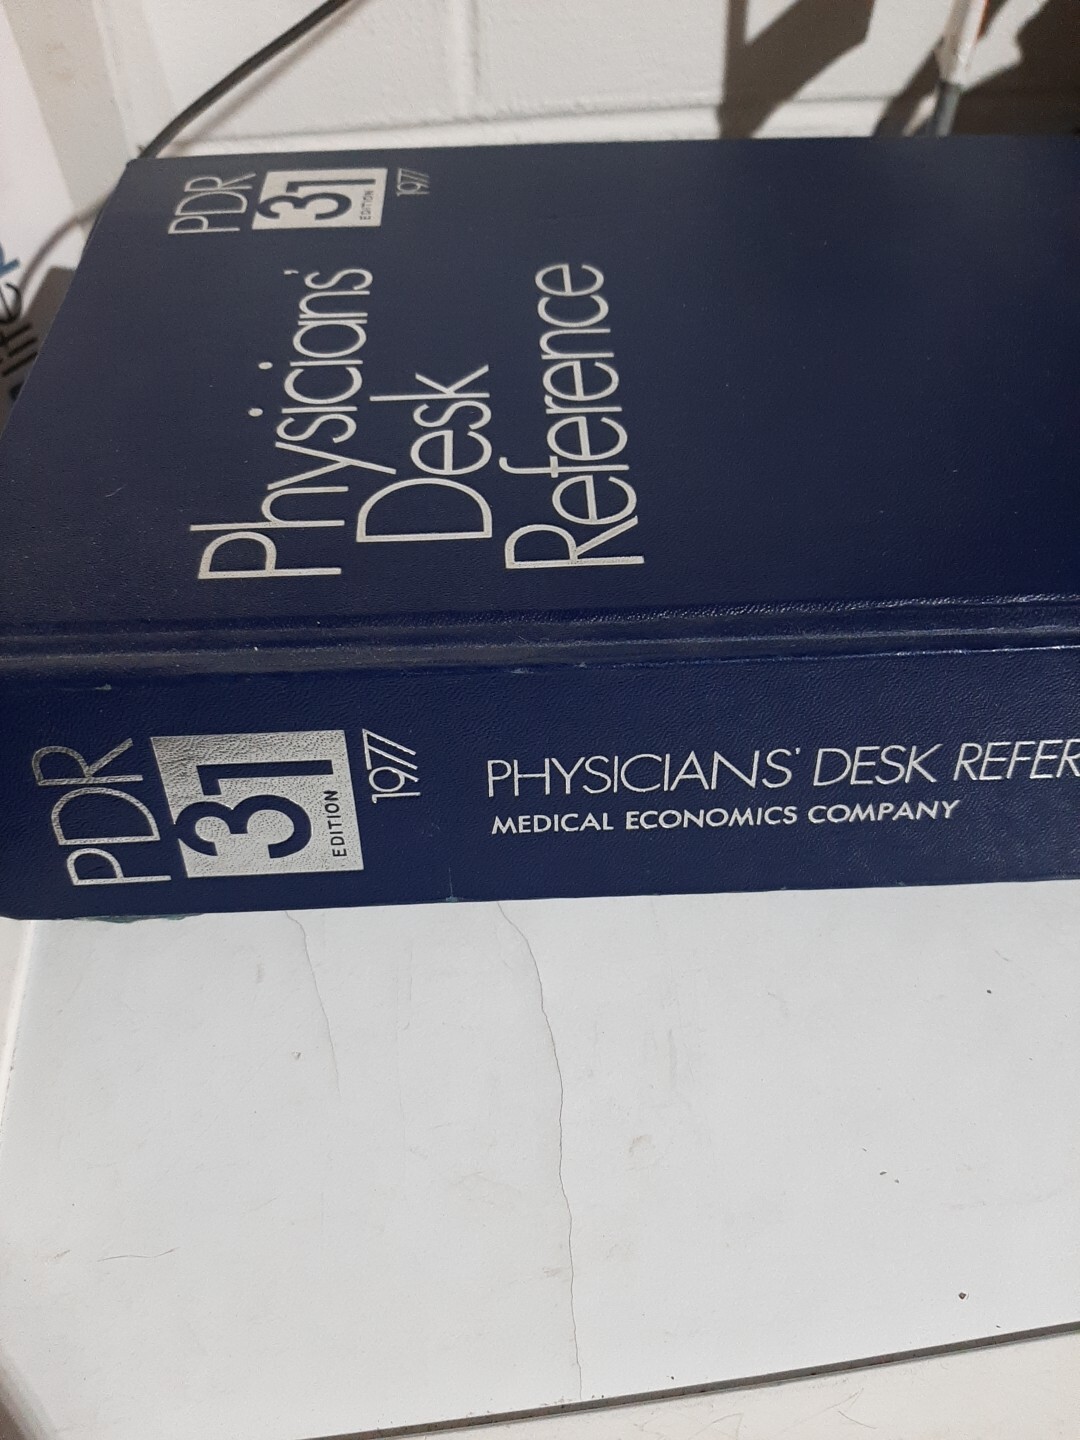 PDR
31
EDITION
1977
Physicians'
Desk
Reference
PDR
31
EDITION
1977
PHYSICIANS' DESK REFER
MEDICAL ECONOMICS COMPANY